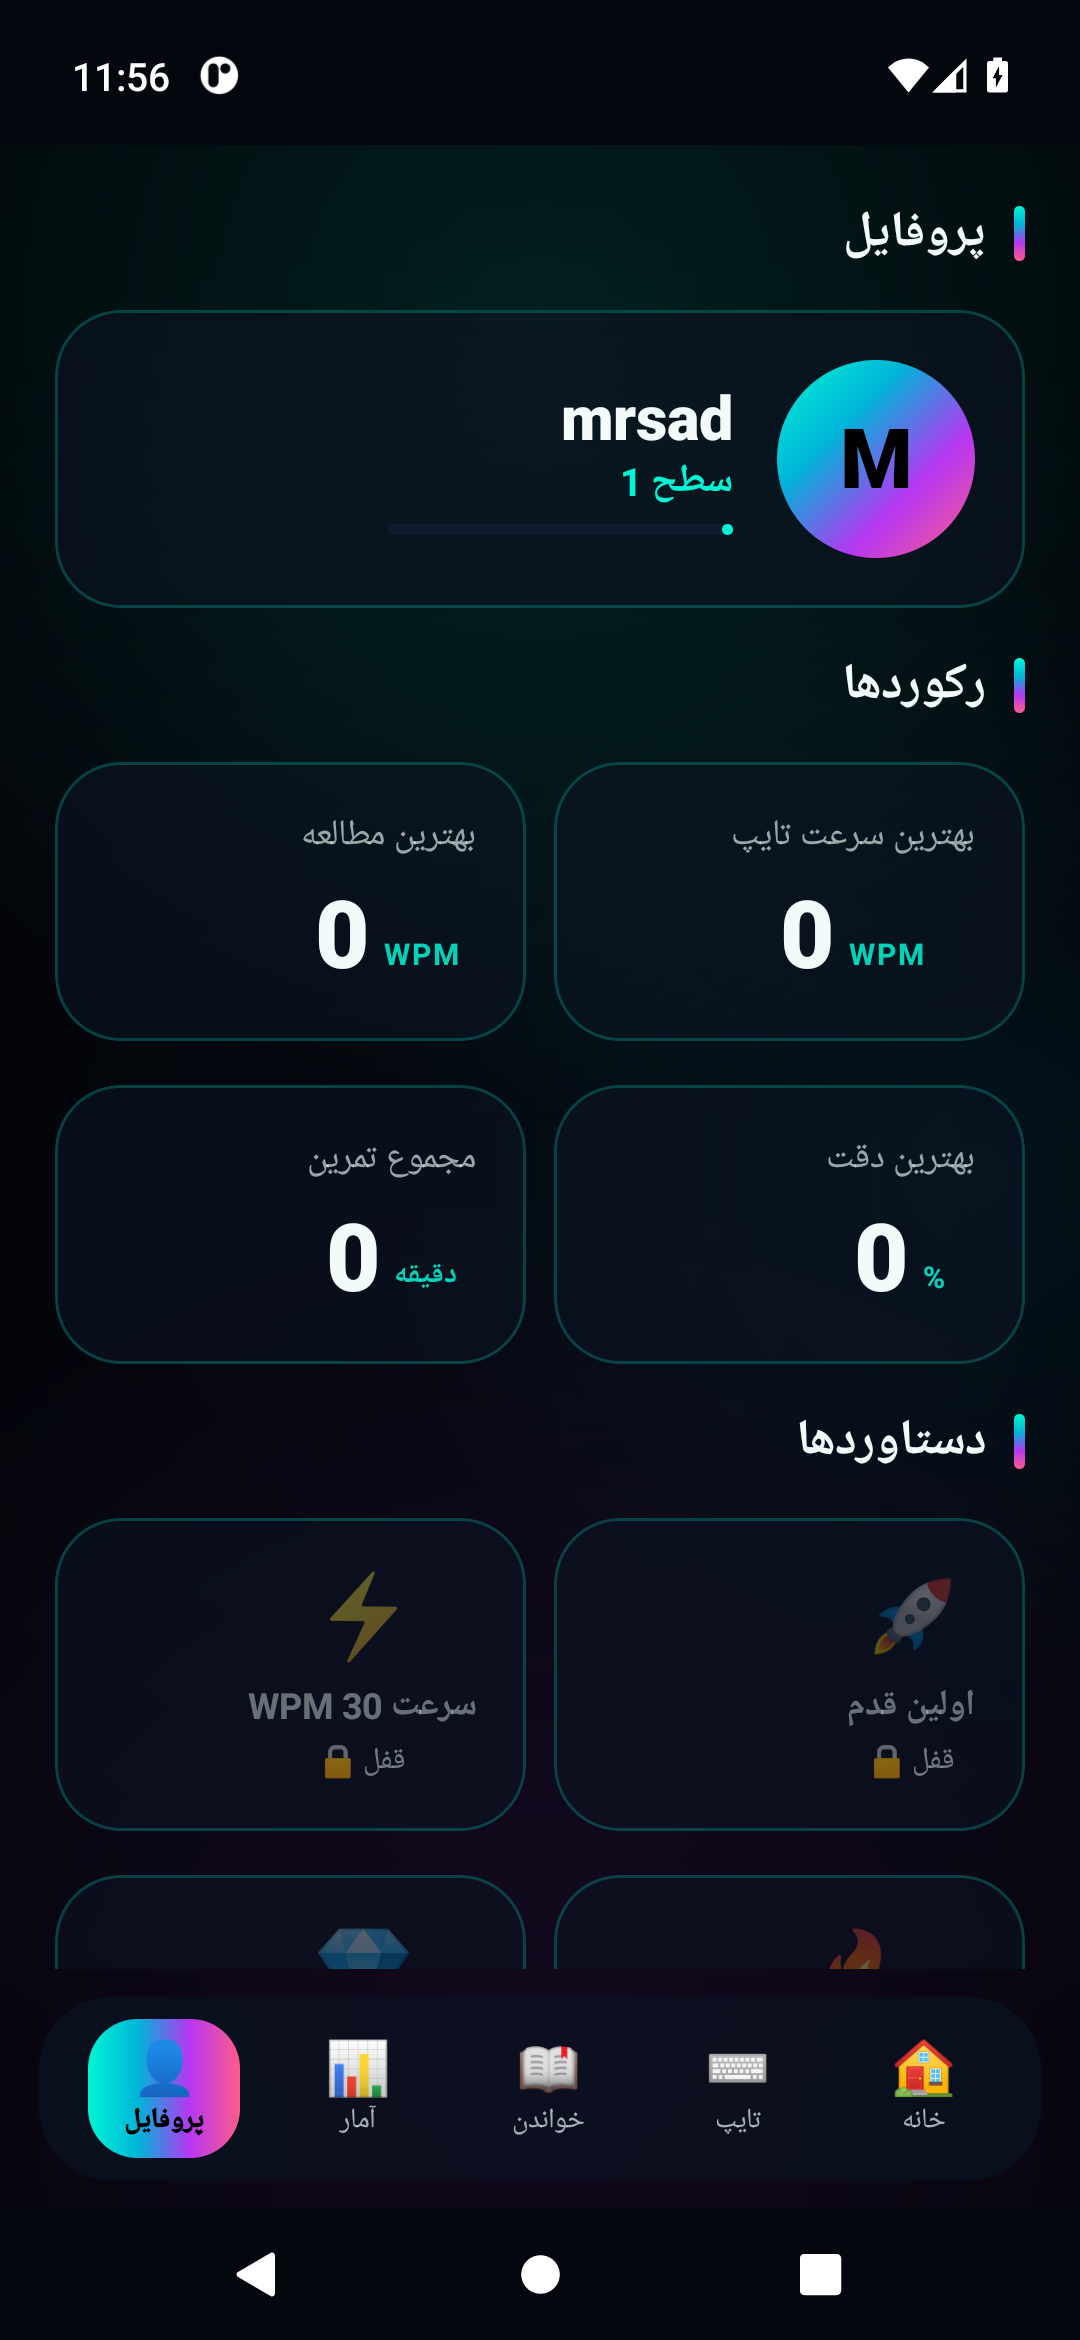 11:56
پروفایل
M
mrsad
سطح 1
رکوردها
بهترین سرعت تایپ
0 WPM
بهترین مطالعه
0 WPM
بهترین دقت
0 %
مجموع تمرین
0 دقیقه
دستاوردها
اولین قدم
قفل
سرعت 30 WPM
قفل
خانه
تایپ
خواندن
آمار
پروفایل